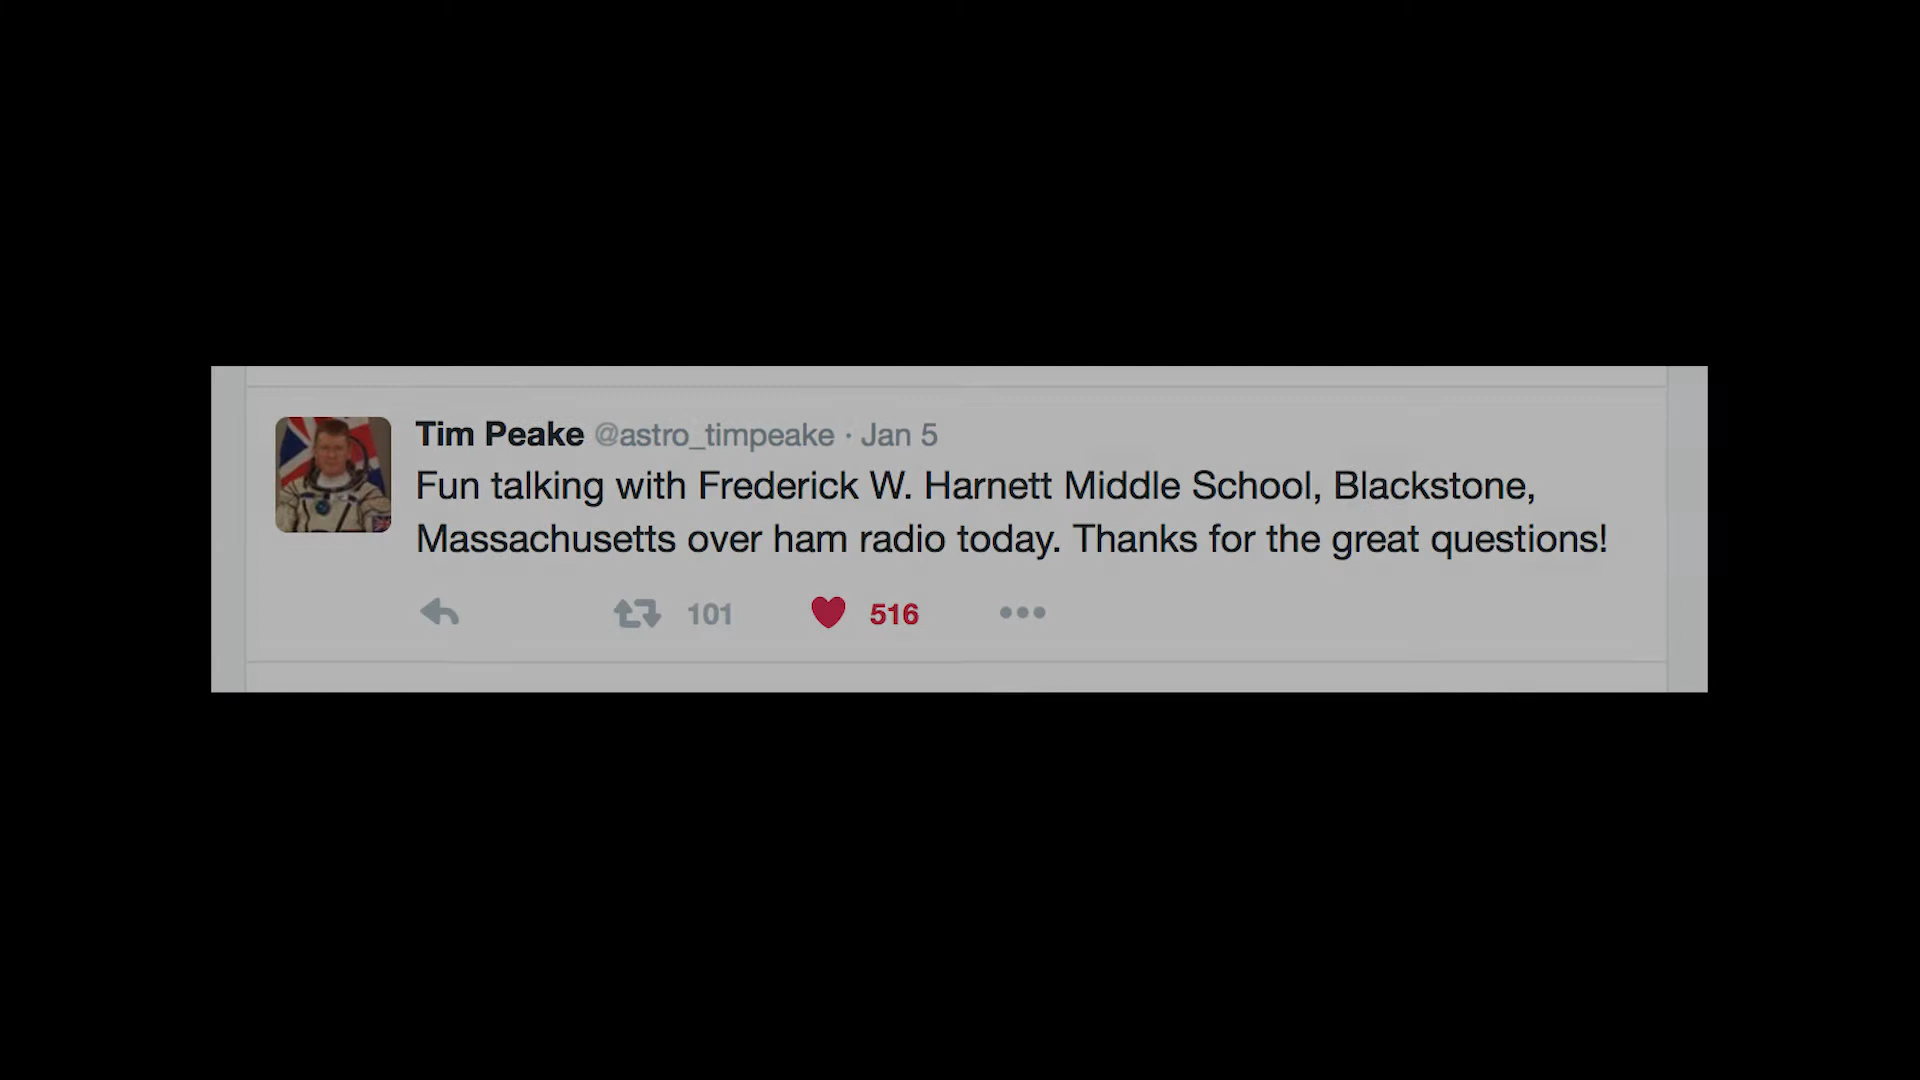 Tim Peake @astro_timpeake · Jan 5
Fun talking with Frederick W. Harnett Middle School, Blackstone,
Massachusetts over ham radio today. Thanks for the great questions!
101 516